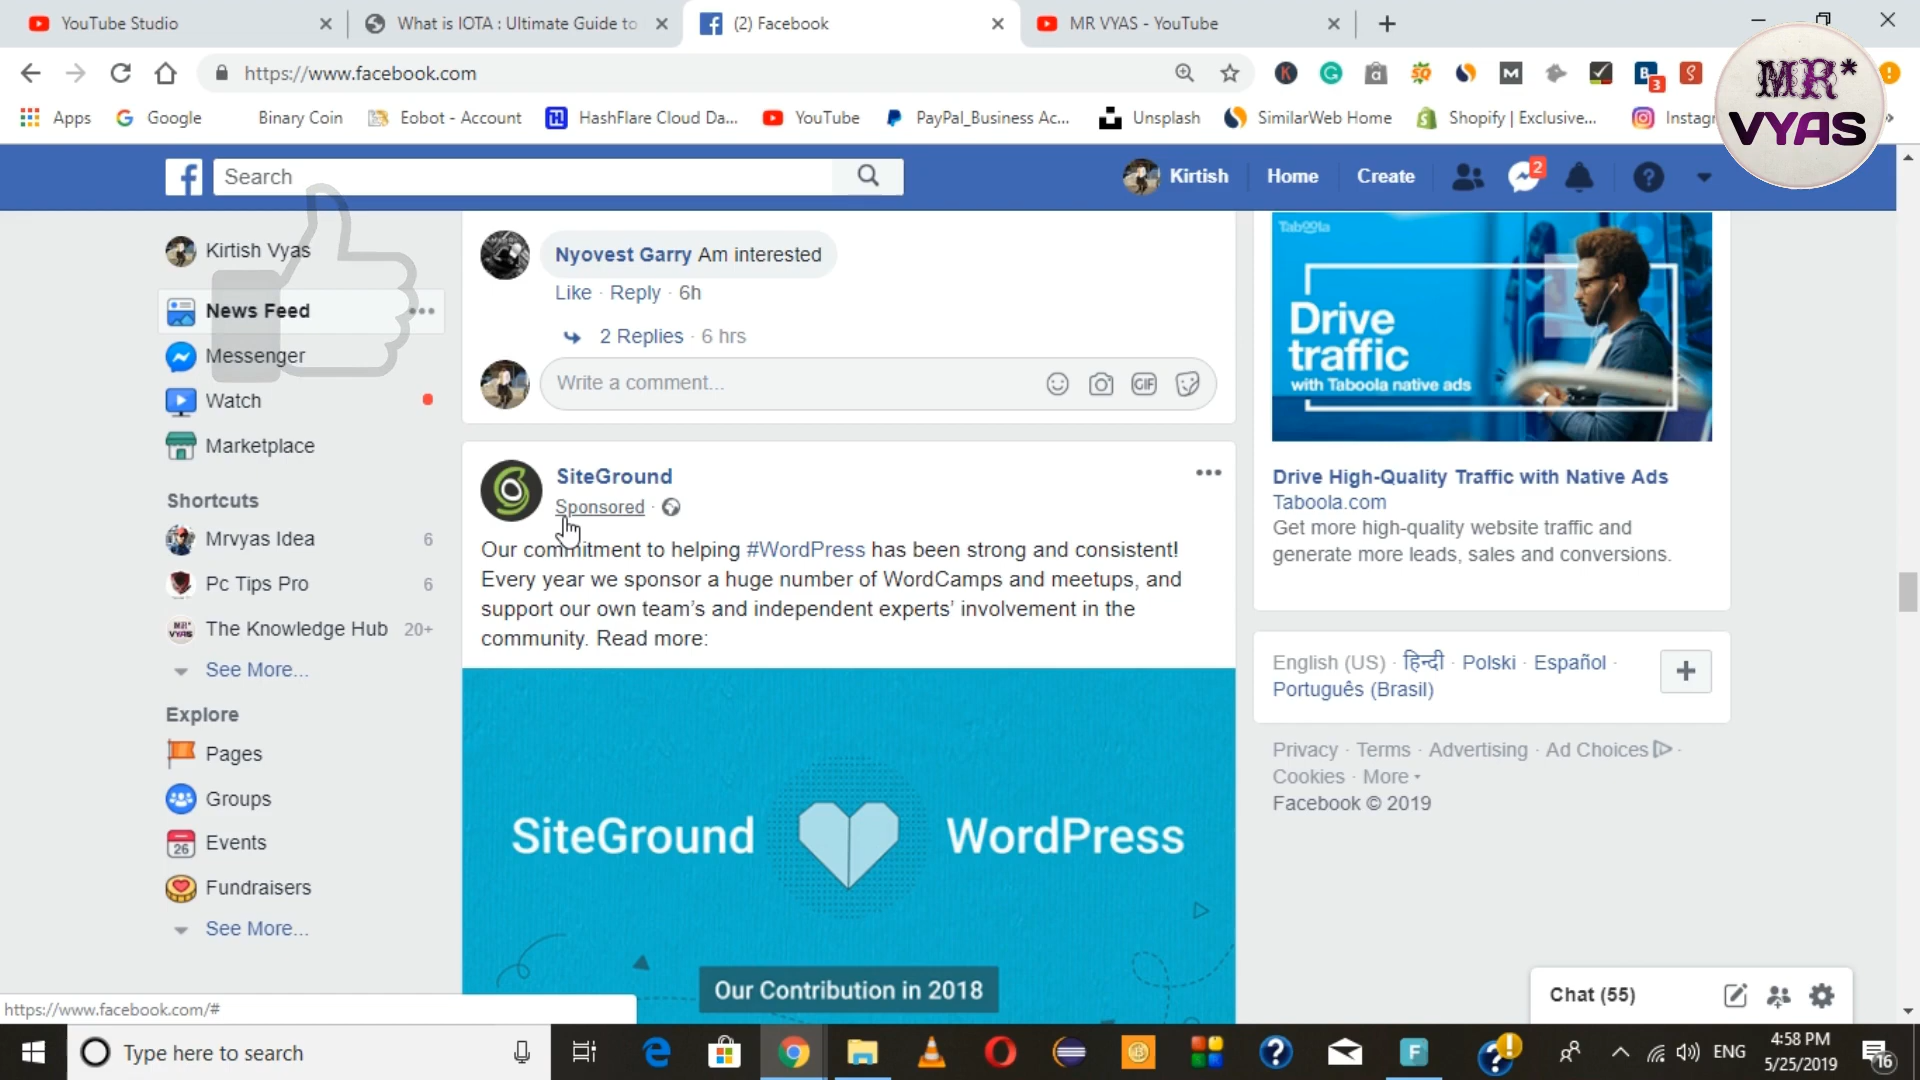 YouTube Studio
What is IOTA : Ultimate Guide to
(2) Facebook
MR VYAS - YouTube
https://www.facebook.com
Apps
Google
Binary Coin
Eobot - Account
HashFlare Cloud Da...
YouTube
PayPal_Business Ac...
Unsplash
SimilarWeb Home
Shopify | Exclusive...
Instagr
MR*
VYAS
Search
Kirtish
Home
Create
2
Kirtish Vyas
News Feed
Messenger
Watch
Marketplace
Shortcuts
Mrvyas Idea 6
Pc Tips Pro 6
The Knowledge Hub 20+
See More...
Explore
Pages
Groups
26
Events
Fundraisers
See More...
Nyovest Garry Am interested
Like · Reply · 6h
2 Replies · 6 hrs
Write a comment...
GIF
SiteGround
Sponsored ·
Our commitment to helping #WordPress has been strong and consistent!
Every year we sponsor a huge number of WordCamps and meetups, and
support our own team's and independent experts' involvement in the
community. Read more:
SiteGround
WordPress
Our Contribution in 2018
Taboola
Drive
traffic
with Taboola native ads
Drive High-Quality Traffic with Native Ads
Taboola.com
Get more high-quality website traffic and
generate more leads, sales and conversions.
English (US) · हिन्दी · Polski · Español ·
Português (Brasil)
Privacy · Terms · Advertising · Ad Choices ·
Cookies · More
Facebook © 2019
Chat (55)
https://www.facebook.com/#
Type here to search
ENG
4:58 PM
5/25/2019
16